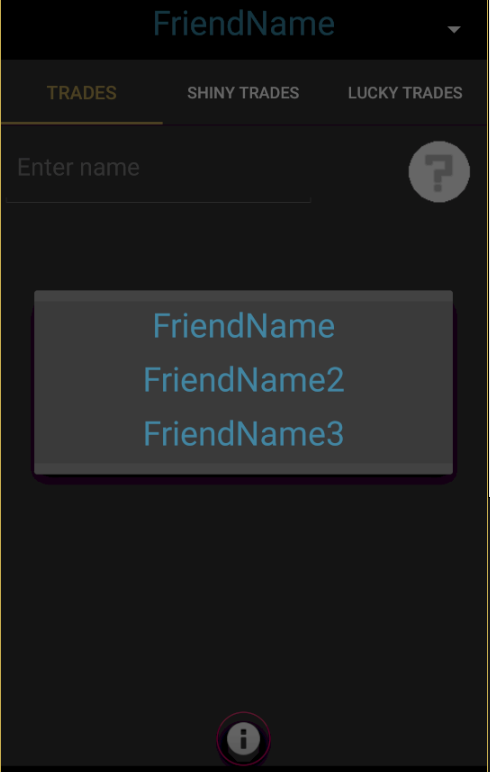 FriendName
TRADES SHINY TRADES LUCKY TRADES
Enter name
?
FriendName
FriendName2
FriendName3
i